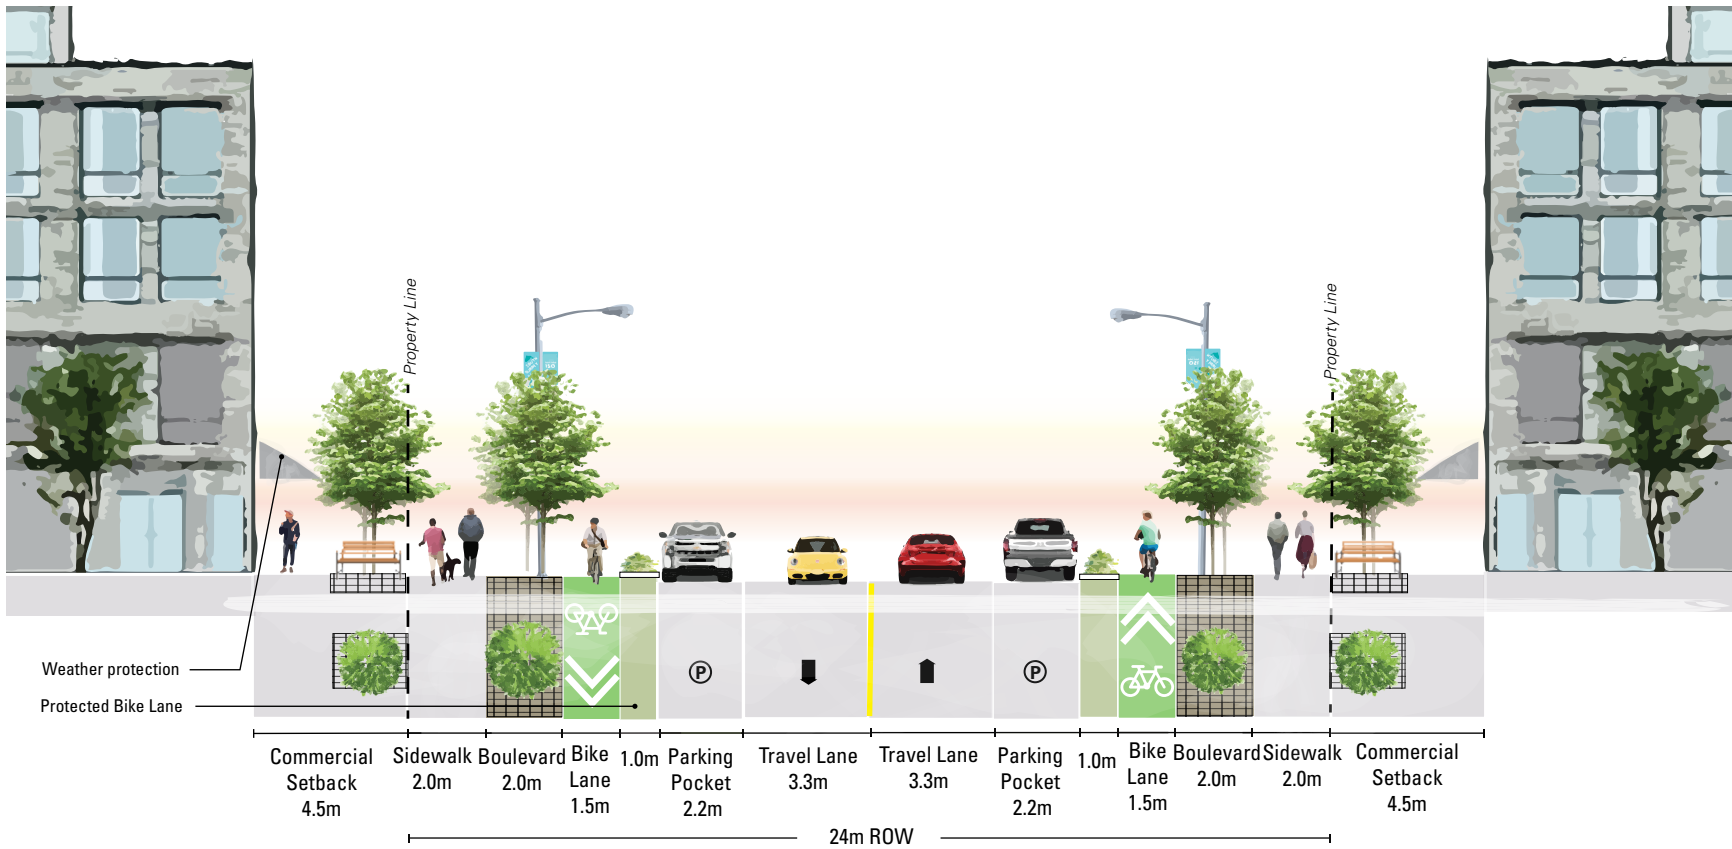 Property Line
Property Line
Weather protection
Protected Bike Lane
P
P
Commercial
Setback
4.5m
Sidewalk
2.0m
Boulevard
2.0m
Bike
Lane
1.5m
1.0m
Parking
Pocket
2.2m
Travel Lane
3.3m
Travel Lane
3.3m
Parking
Pocket
2.2m
1.0m
Bike
Lane
1.5m
Boulevard
2.0m
Sidewalk
2.0m
Commercial
Setback
4.5m
24m ROW